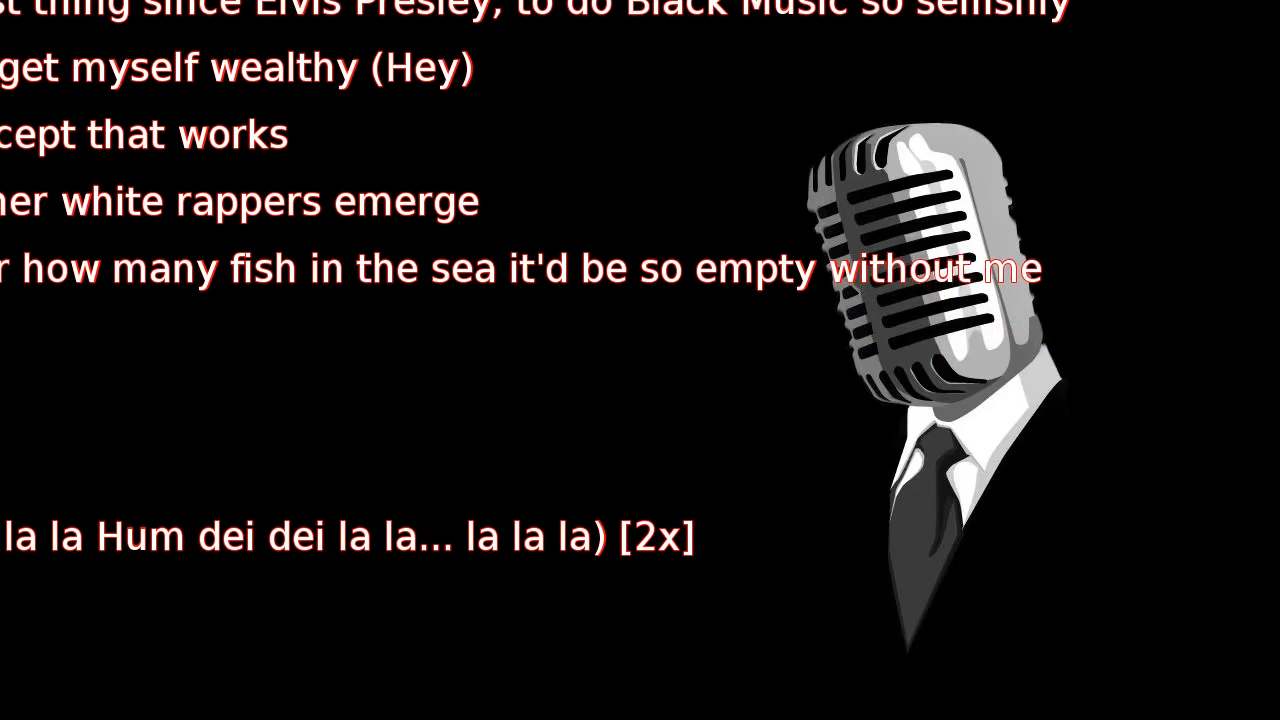 st thing since Elvis Presley, to do Black Music so selfishly
get myself wealthy (Hey)
cept that works
her white rappers emerge
r how many fish in the sea it'd be so empty without me
la la Hum dei dei la la... la la la) [2x]